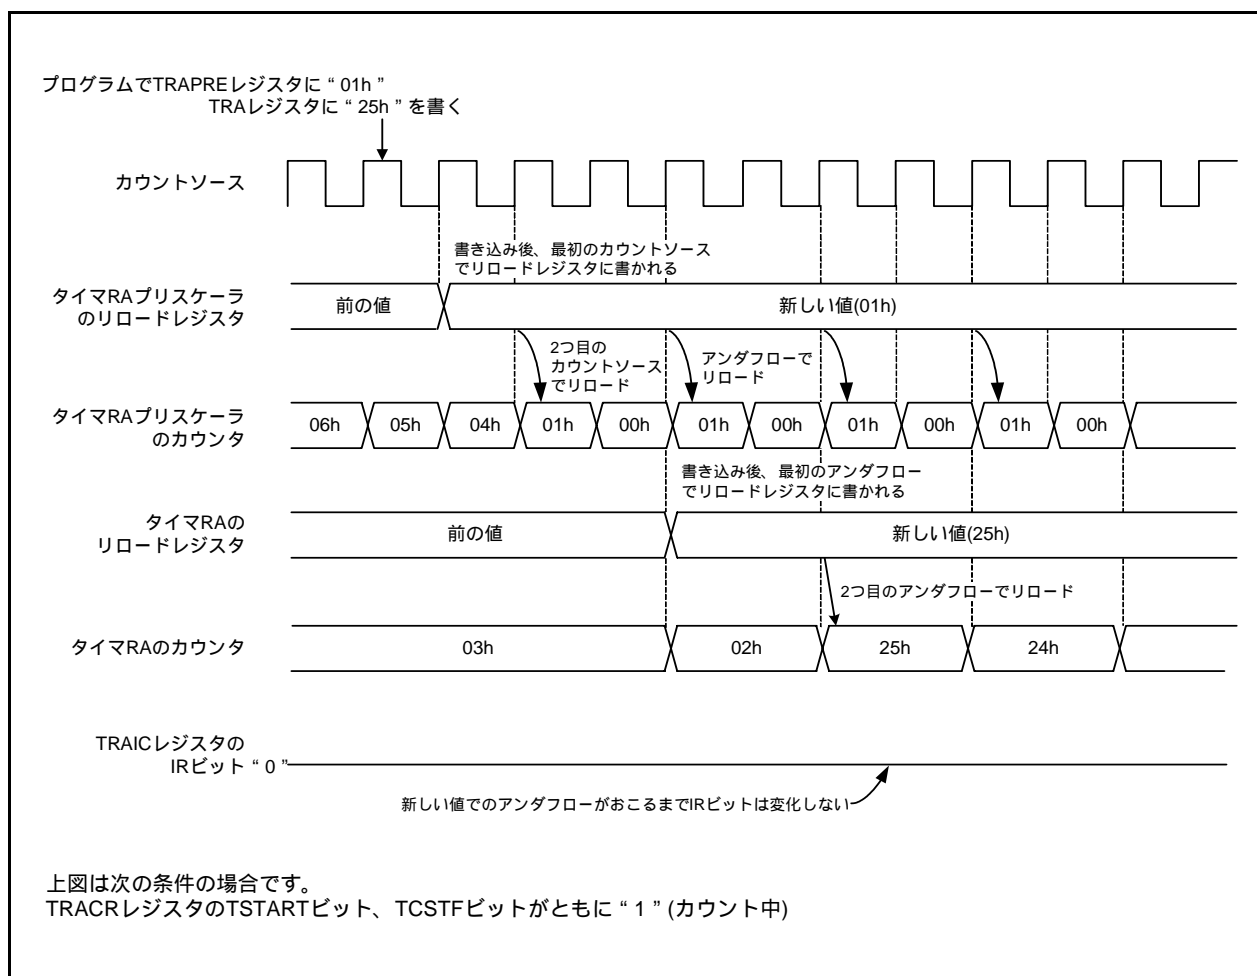 プログラムでTRAPREレジスタに“01h”
TRAレジスタに“25h”を書く
カウントソース
書き込み後、最初のカウントソース
でリロードレジスタに書かれる
タイマRAプリスケーラ
のリロードレジスタ
前の値
新しい値(01h)
2つ目の
カウントソース
でリロード
アンダフローで
リロード
タイマRAプリスケーラ
のカウンタ
06h 05h 04h 01h 00h 01h 00h 01h 00h 01h 00h
書き込み後、最初のアンダフロー
でリロードレジスタに書かれる
タイマRAの
リロードレジスタ
前の値
新しい値(25h)
2つ目のアンダフローでリロード
タイマRAのカウンタ
03h 02h 25h 24h
TRAICレジスタの
IRビット“0”
新しい値でのアンダフローがおこるまでIRビットは変化しない
上図は次の条件の場合です。
TRACRレジスタのTSTARTビット、TCSTFビットがともに“1”(カウント中)